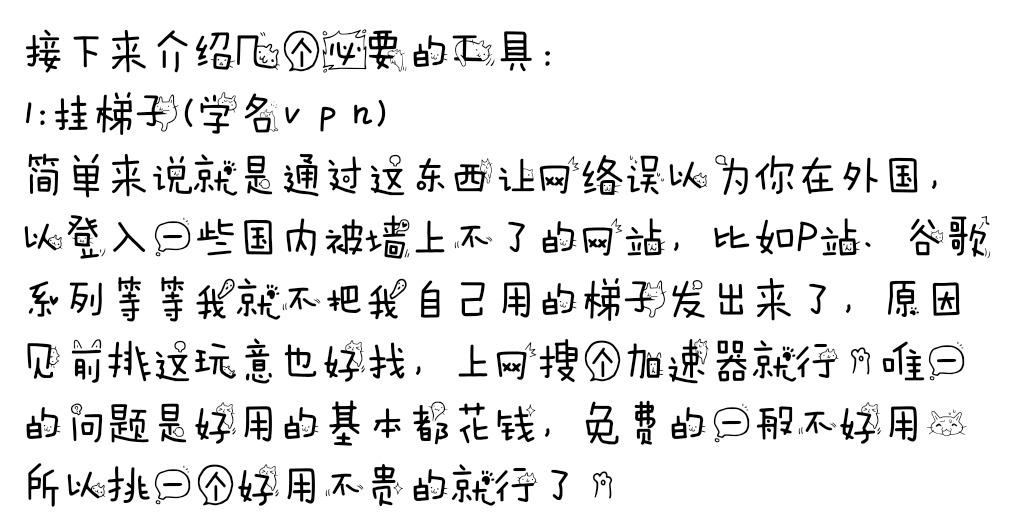 接下来介绍几个必要的工具：
1:挂梯子(学名vpn)
简单来说就是通过这东西让网络误以为你在外国，
以登入一些国内被墙上不了的网站，比如P站、谷歌
系列等等我就不把我自己用的梯子发出来了，原因
见前排这玩意也好找，上网搜个加速器就行。唯一
的问题是好用的基本都花钱，免费的一般不好用
所以挑一个好用不贵的就行了。